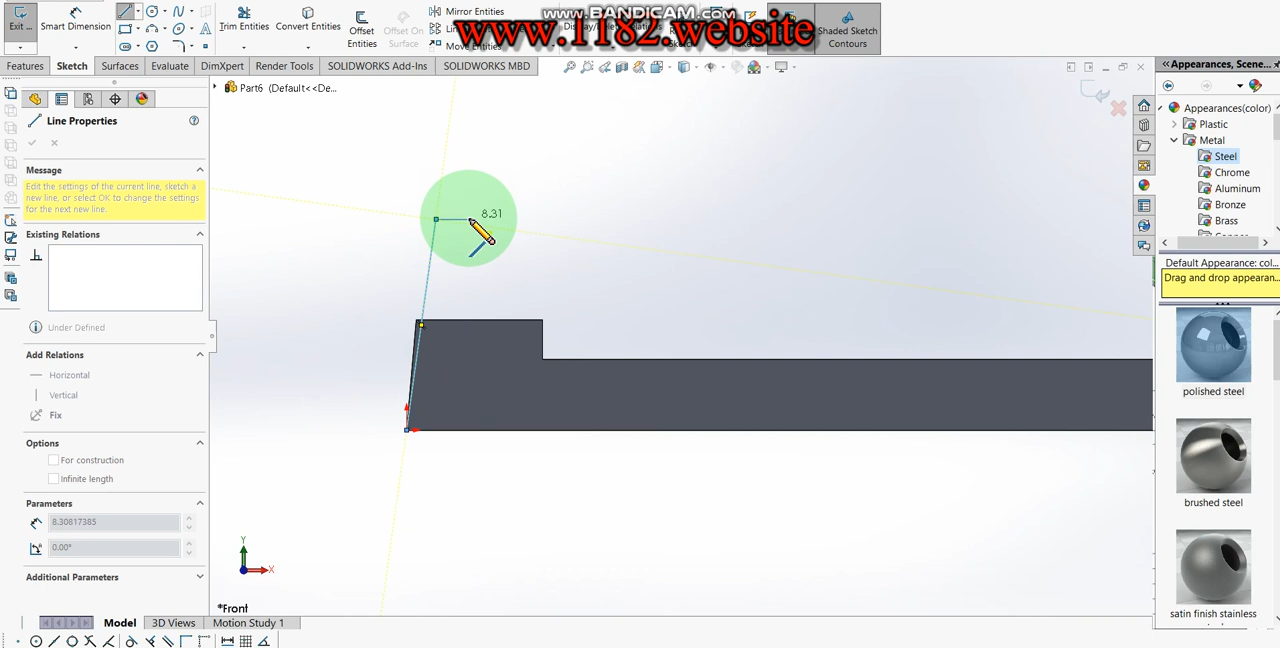 www.BANDICAM.com
www.1182.website
Exit ...
Smart Dimension
Trim Entities
Convert Entities
Offset Entities
Offset On Surface
Mirror Entities
Move Entities
Shaded Sketch Contours
Features
Sketch
Surfaces
Evaluate
DimXpert
Render Tools
SOLIDWORKS Add-Ins
SOLIDWORKS MBD
Part6 (Default<<De...
Line Properties
Message
Edit the settings of the current line, sketch a
new line, or select OK to change the settings
for the next new line.
Existing Relations
Under Defined
Add Relations
Horizontal
Vertical
Fix
Options
For construction
Infinite length
Parameters
8.30817385
0.00°
Additional Parameters
8.31
Y
X
*Front
Model
3D Views
Motion Study 1
Appearances, Scene...
Appearances(color)
Plastic
Metal
Steel
Chrome
Aluminum
Bronze
Brass
Default Appearance: col...
Drag and drop appearan...
polished steel
brushed steel
satin finish stainless